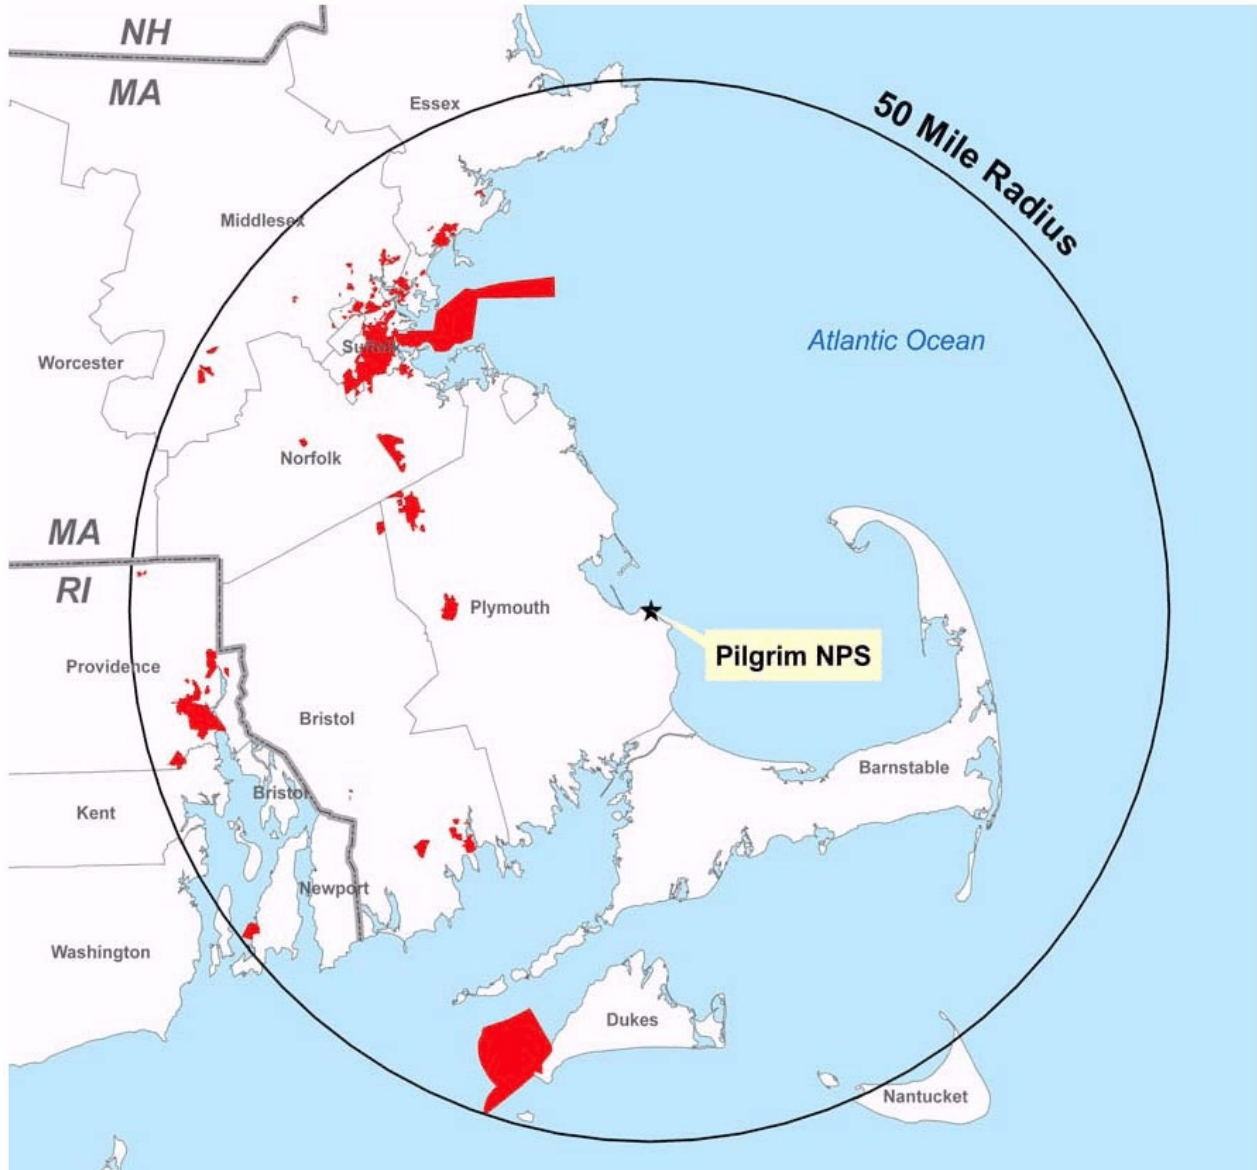 NH
MA
Essex
50 Mile Radius
Middlesex
Atlantic Ocean
Suffolk
Worcester
Norfolk
MA
RI
Plymouth
Pilgrim NPS
Providence
Bristol
Barnstable
Bristol
Kent
Newport
Washington
Dukes
Nantucket